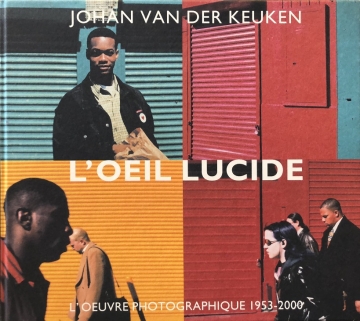 JOHAN VAN DER KEUKEN
L'OEIL LUCIDE
L'OEUVRE PHOTOGRAPHIQUE 1953-2000